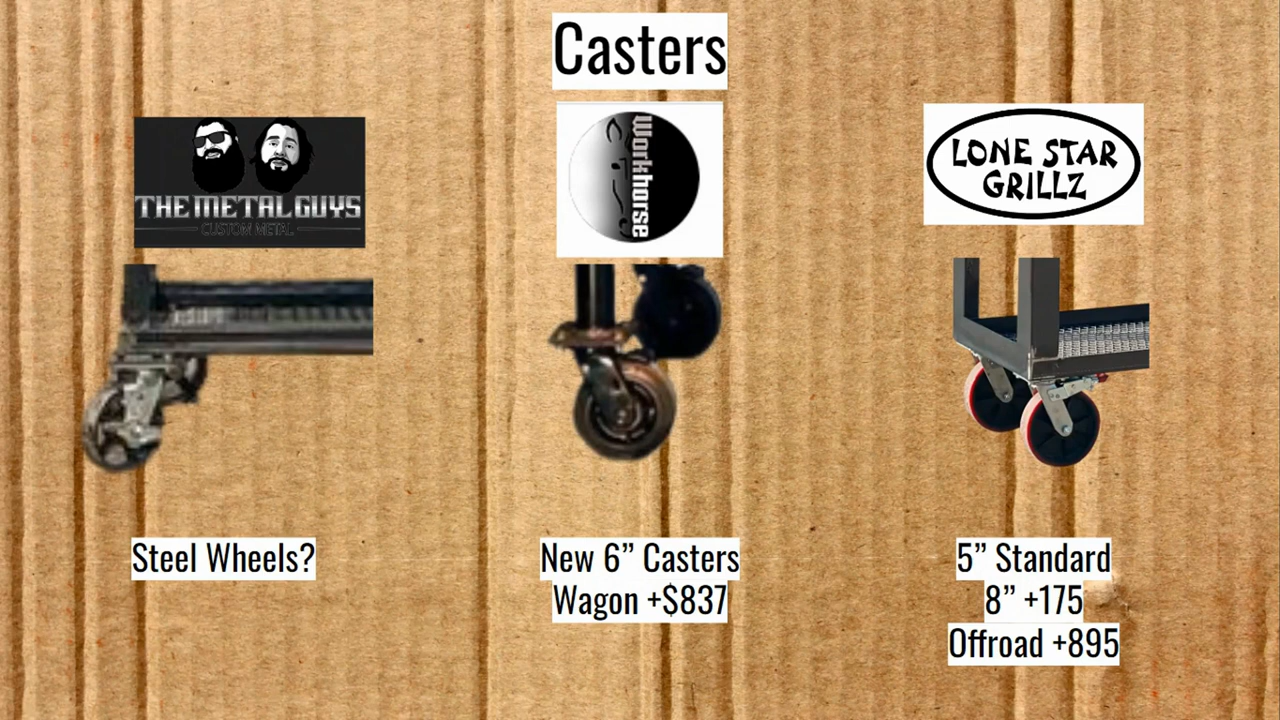 Casters
THE METAL GUYS
CUSTOM METAL
Workhorse
LONE STAR
GRILLZ
Steel Wheels?
New 6” Casters
Wagon +$837
5” Standard
8” +175
Offroad +895